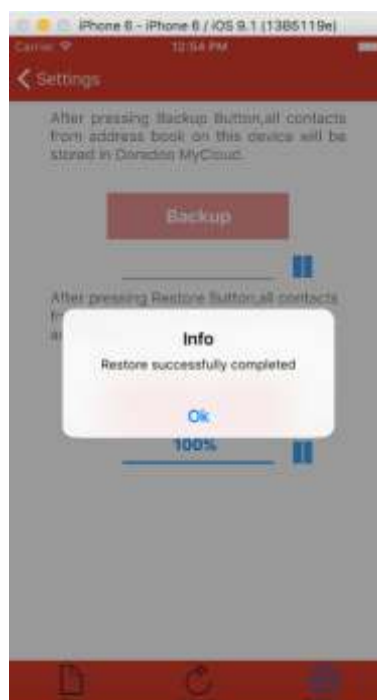 iPhone 6 - iPhone 6 / iOS 9.1 (13B5119e)
Carrier 12:54 PM
Settings
After pressing Backup Button,all contacts
from address book on this device will be
stored in MyCloud.
Backup
After pressing Restore Button,all contacts
Info
Restore successfully completed
Ok
100%